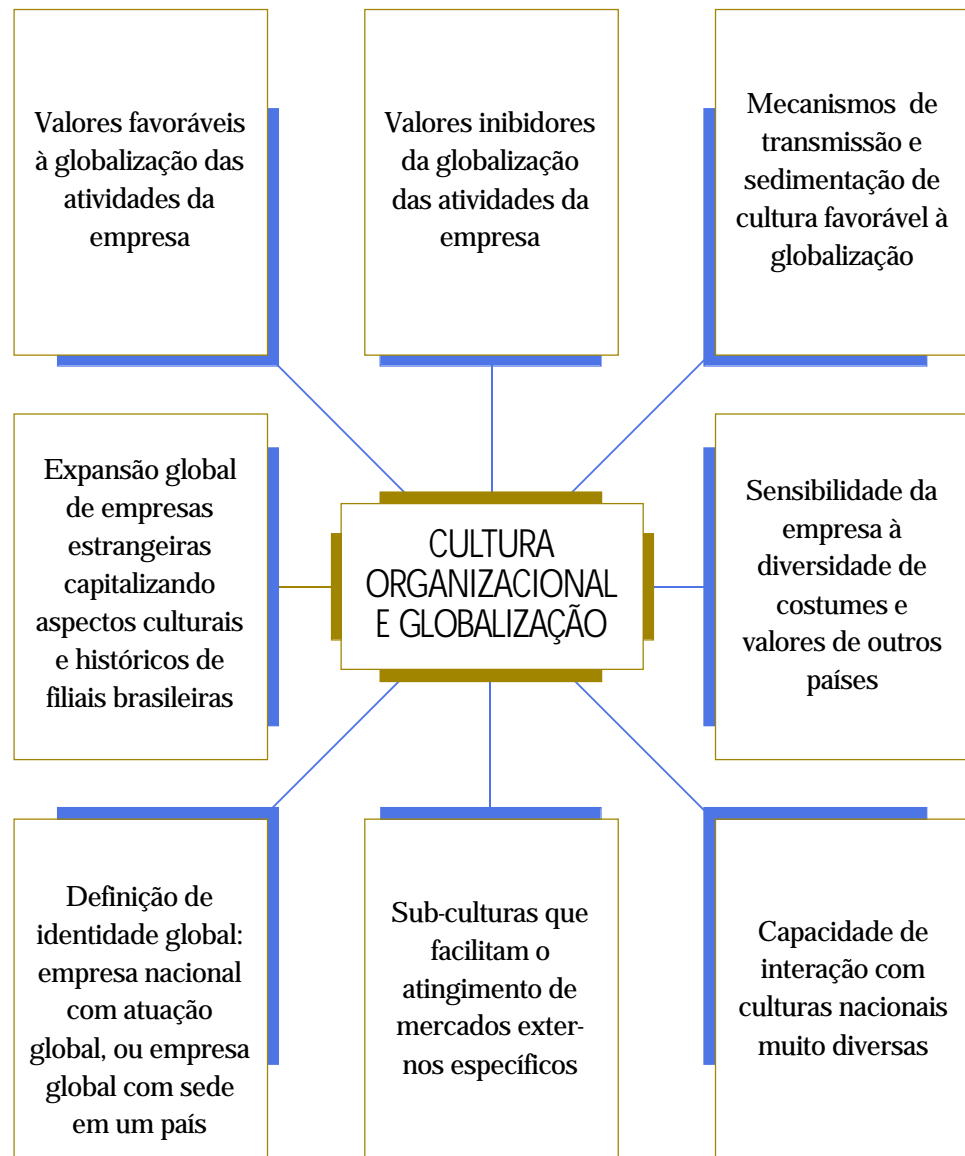 Valores favoráveis
à globalização das
atividades da
empresa
Valores inibidores
da globalização
das atividades da
empresa
Mecanismos de
transmissão e
sedimentação de
cultura favorável à
globalização
Expansão global
de empresas
estrangeiras
capitalizando
aspectos culturais
e históricos de
filiais brasileiras
CULTURA
ORGANIZACIONAL
E GLOBALIZAÇÃO
Sensibilidade da
empresa à
diversidade de
costumes e
valores de outros
países
Definição de
identidade global:
empresa nacional
com atuação
global, ou empresa
global com sede
em um país
Sub-culturas que
facilitam o
atingimento de
mercados exter-
nos específicos
Capacidade de
interação com
culturas nacionais
muito diversas